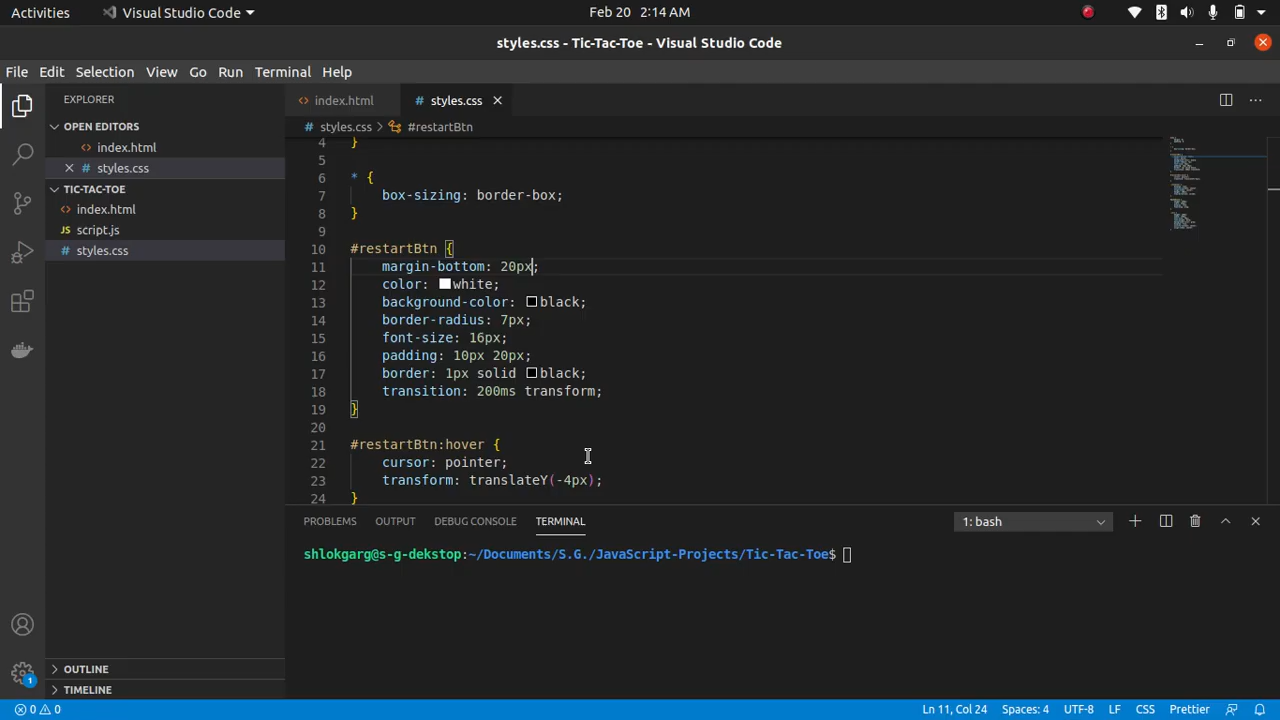 Activities Visual Studio Code Feb 20 2:14 AM
styles.css - Tic-Tac-Toe - Visual Studio Code
File Edit Selection View Go Run Terminal Help
EXPLORER
OPEN EDITORS
index.html
styles.css
TIC-TAC-TOE
index.html
script.js
styles.css
OUTLINE
TIMELINE
1
index.html styles.css
styles.css > #restartBtn
4 }
5
6 * {
7 box-sizing: border-box;
8 }
9
10 #restartBtn {
11 margin-bottom: 20px;
12 color: white;
13 background-color: black;
14 border-radius: 7px;
15 font-size: 16px;
16 padding: 10px 20px;
17 border: 1px solid black;
18 transition: 200ms transform;
19 }
20
21 #restartBtn:hover {
22 cursor: pointer;
23 transform: translateY(-4px);
24 }
PROBLEMS OUTPUT DEBUG CONSOLE TERMINAL 1: bash
shlokgarg@s-g-dekstop:~/Documents/S.G./JavaScript-Projects/Tic-Tac-Toe$
0 0 Ln 11, Col 24 Spaces: 4 UTF-8 LF CSS Prettier